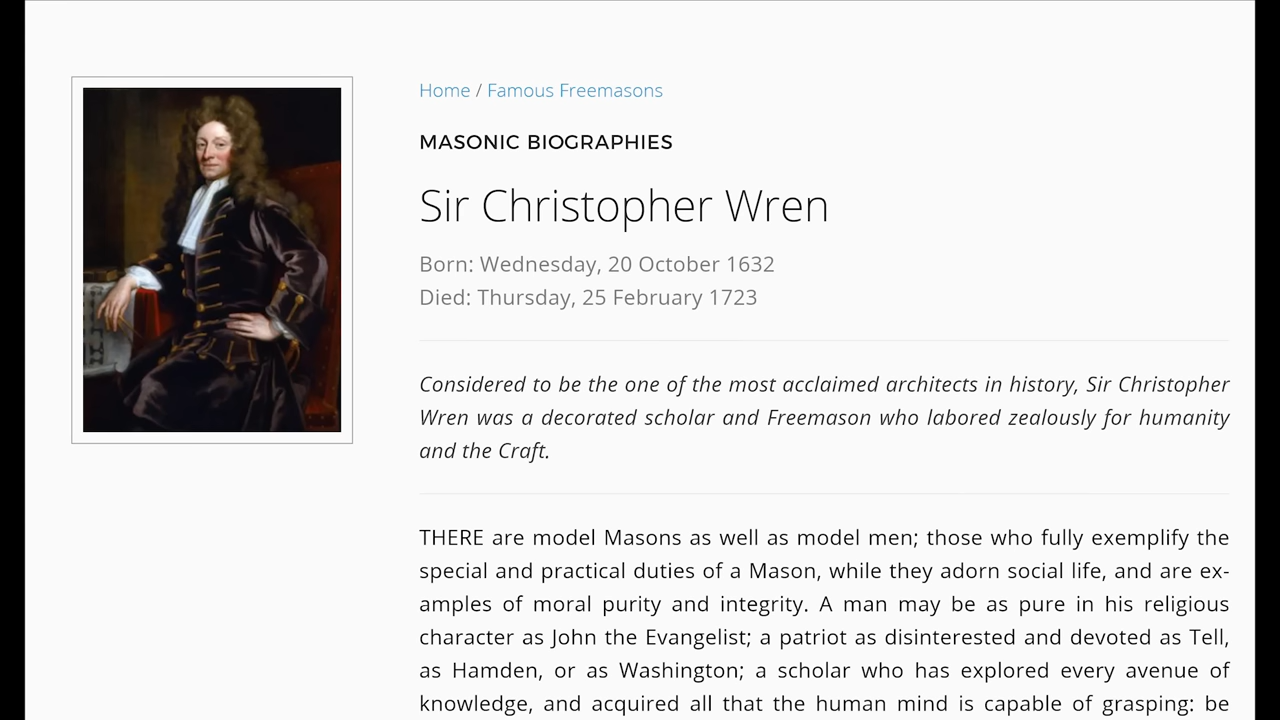 Home / Famous Freemasons
MASONIC BIOGRAPHIES
Sir Christopher Wren
Born: Wednesday, 20 October 1632
Died: Thursday, 25 February 1723
Considered to be the one of the most acclaimed architects in history, Sir Christopher
Wren was a decorated scholar and Freemason who labored zealously for humanity
and the Craft.
THERE are model Masons as well as model men; those who fully exemplify the
special and practical duties of a Mason, while they adorn social life, and are ex-
amples of moral purity and integrity. A man may be as pure in his religious
character as John the Evangelist; a patriot as disinterested and devoted as Tell,
as Hamden, or as Washington; a scholar who has explored every avenue of
knowledge, and acquired all that the human mind is capable of grasping: be